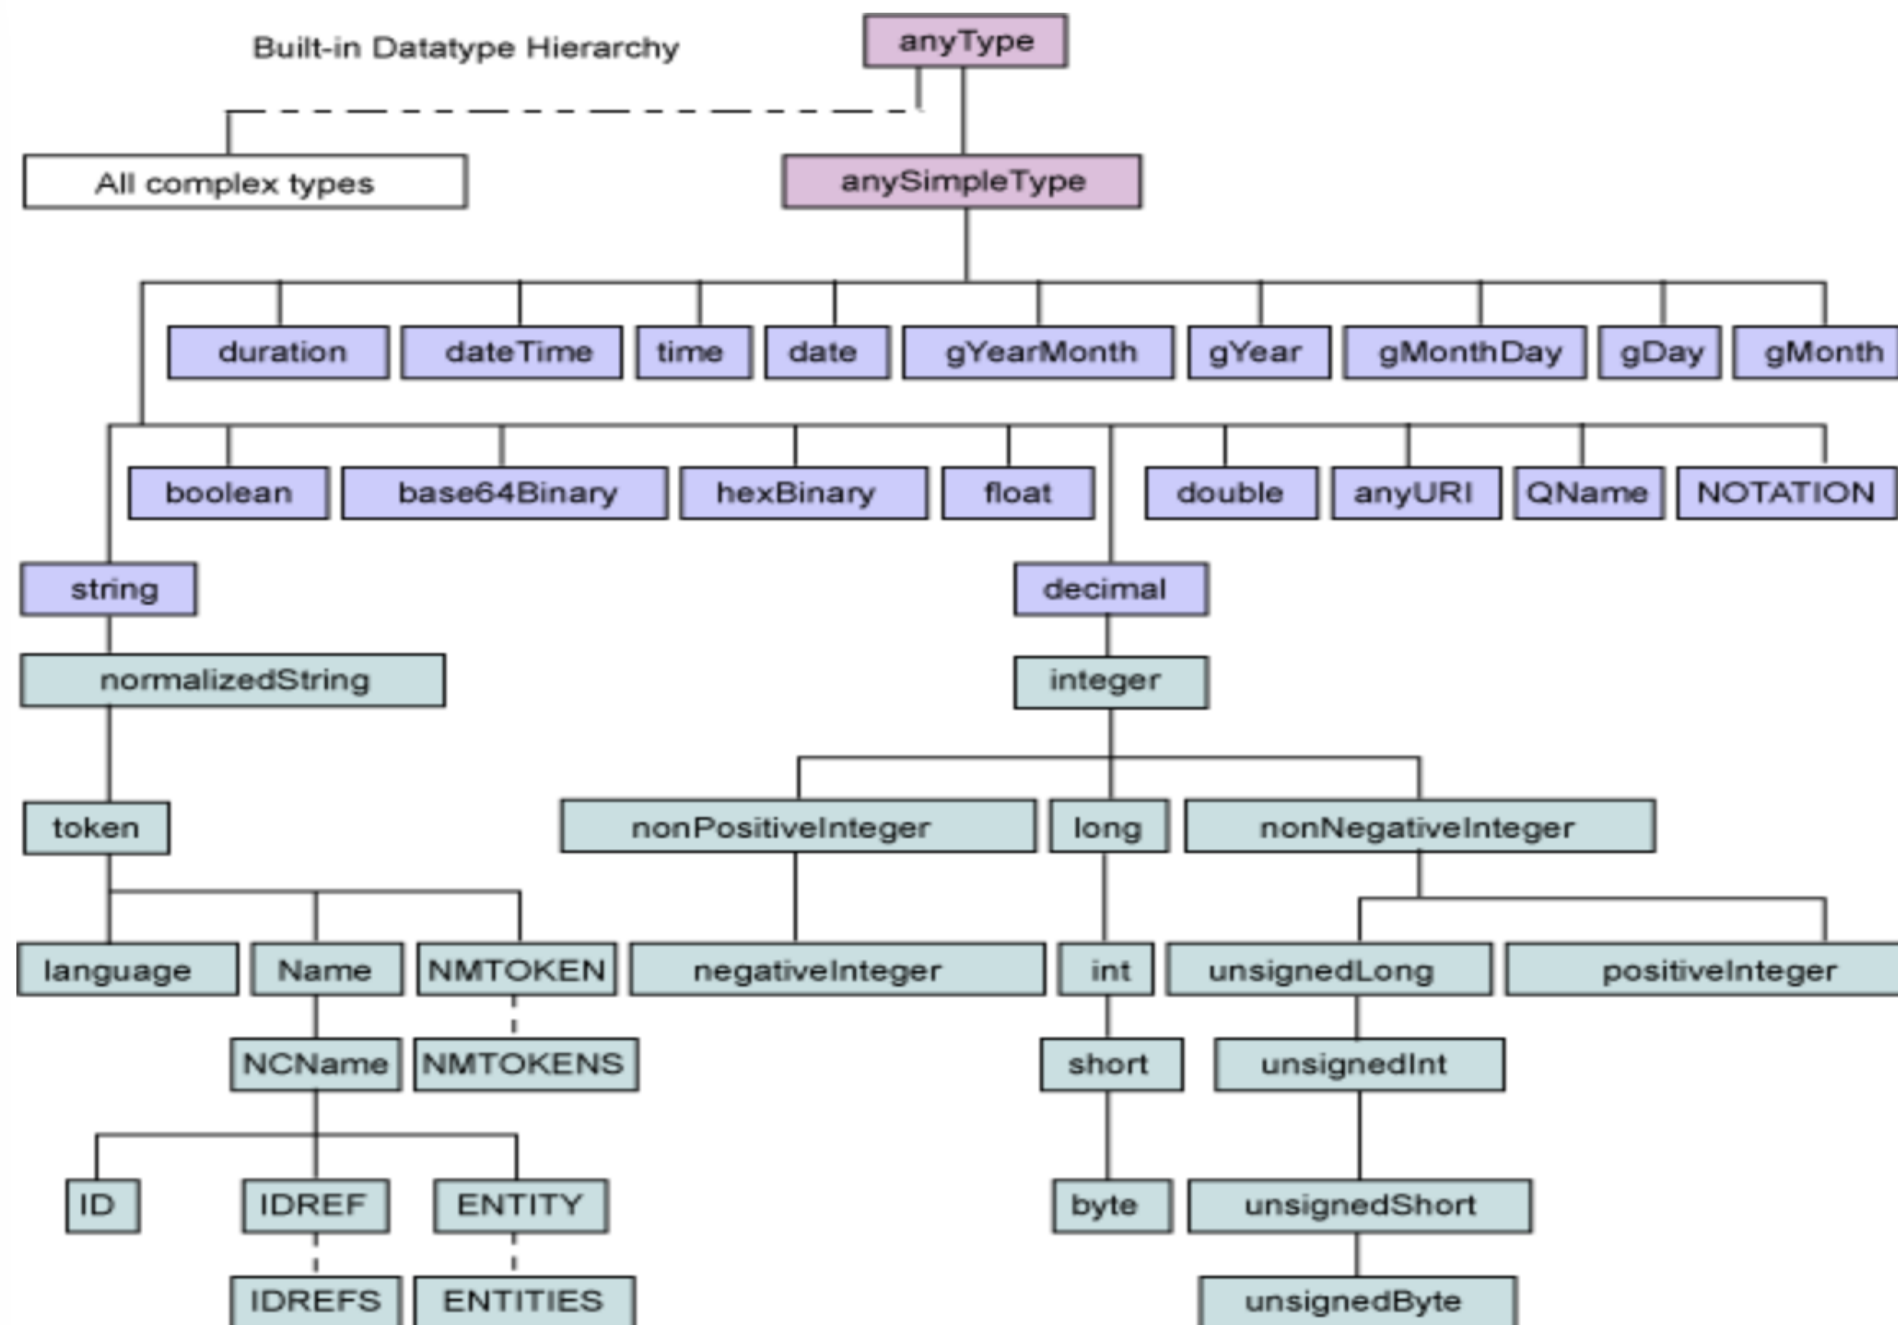 Built-in Datatype Hierarchy
anyType
All complex types
anySimpleType
duration
dateTime
time
date
gYearMonth
gYear
gMonthDay
gDay
gMonth
boolean
base64Binary
hexBinary
float
double
anyURI
QName
NOTATION
string
decimal
normalizedString
integer
token
nonPositiveInteger
long
nonNegativeInteger
language
Name
NMTOKEN
negativeInteger
int
unsignedLong
positiveInteger
NCName
NMTOKENS
short
unsignedInt
ID
IDREF
ENTITY
byte
unsignedShort
IDREFS
ENTITIES
unsignedByte